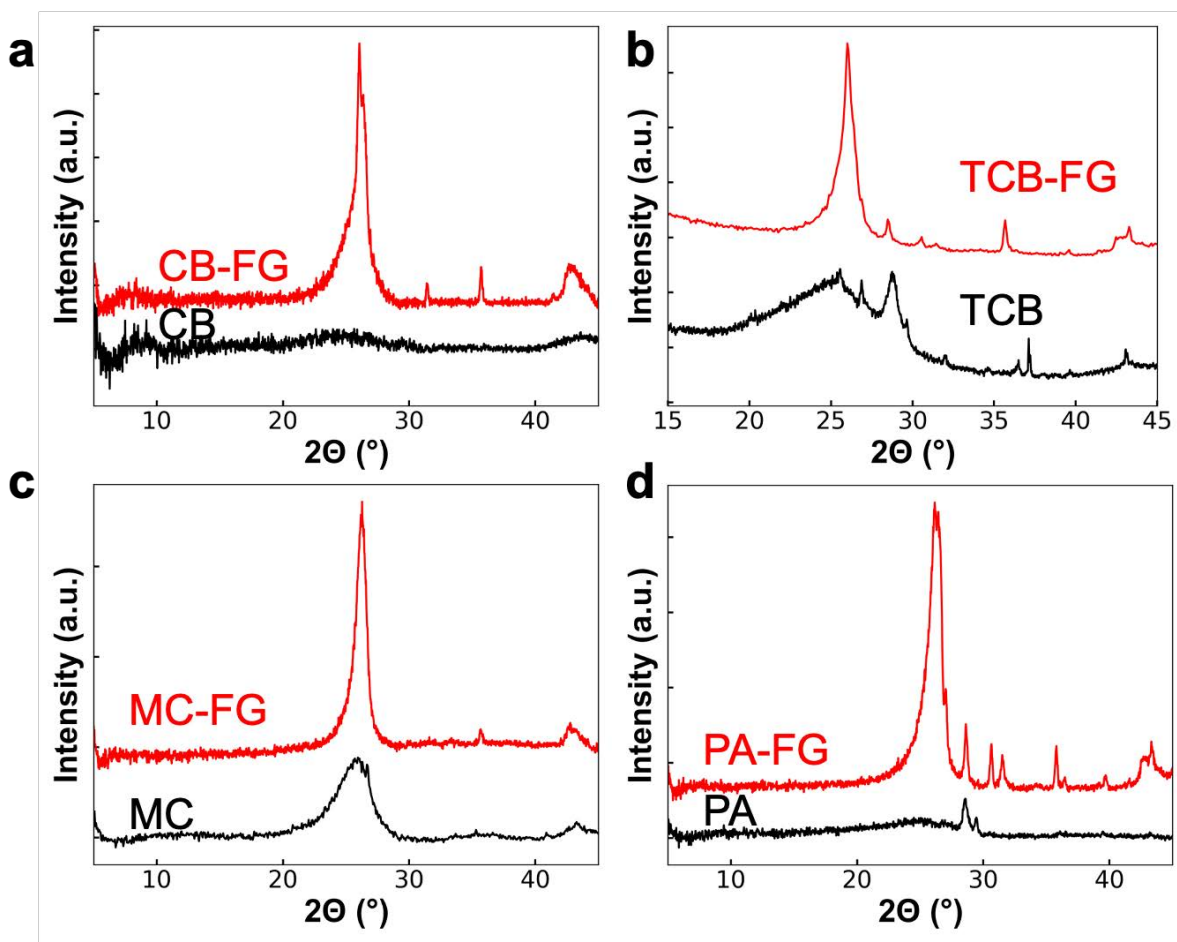 a
Intensity (a.u.)
CB-FG
CB
10 20 30 40
2Θ (°)
b
Intensity (a.u.)
TCB-FG
TCB
15 20 25 30 35 40 45
2Θ (°)
c
Intensity (a.u.)
MC-FG
MC
10 20 30 40
2Θ (°)
d
Intensity (a.u.)
PA-FG
PA
10 20 30 40
2Θ (°)